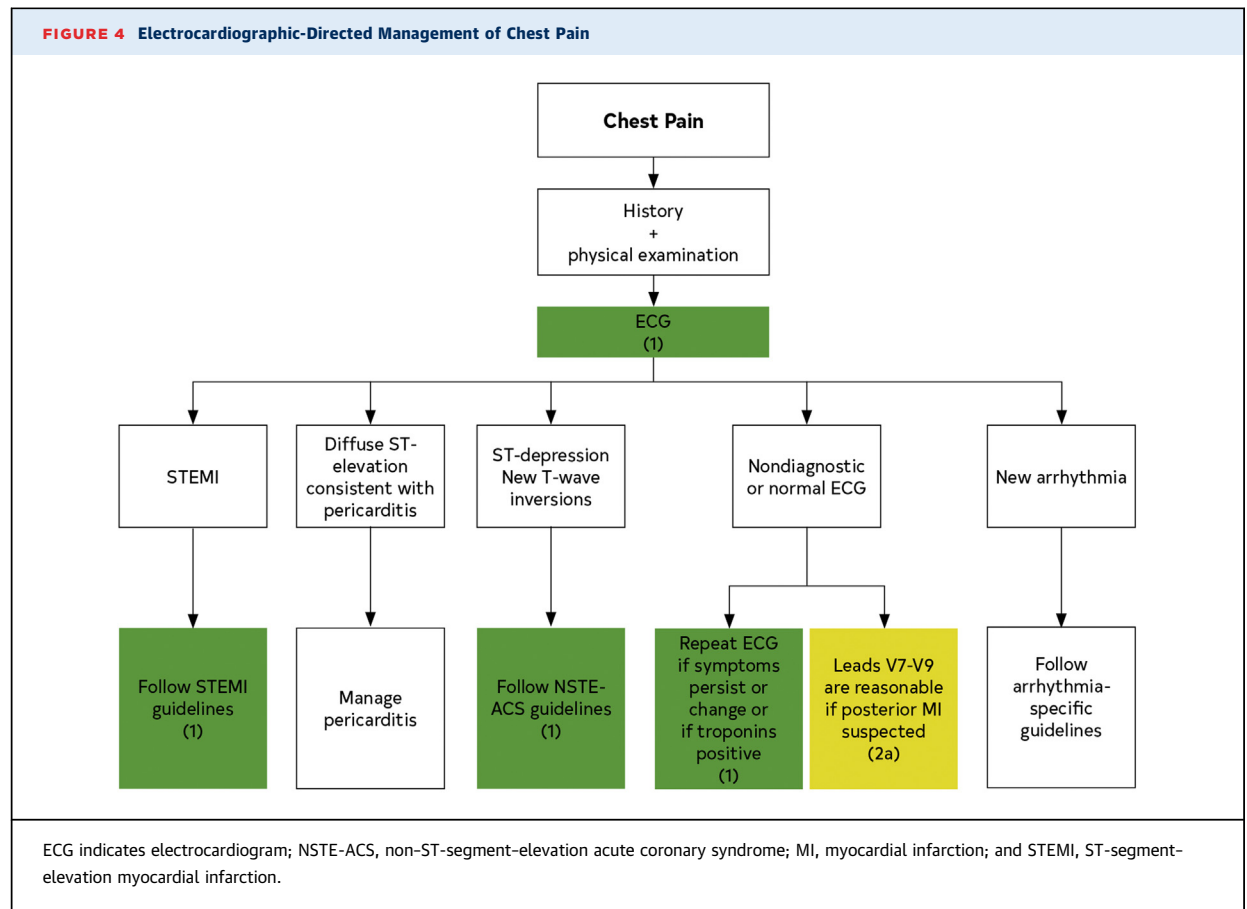 FIGURE 4 Electrocardiographic-Directed Management of Chest Pain
Chest Pain
History
+
physical examination
ECG
(1)
STEMI
Diffuse ST-
elevation
consistent with
pericarditis
ST-depression
New T-wave
inversions
Nondiagnostic
or normal ECG
New arrhythmia
Follow STEMI
guidelines
(1)
Manage
pericarditis
Follow NSTE-
ACS guidelines
(1)
Repeat ECG
if symptoms
persist or
change or
if troponins
positive
(1)
Leads V7-V9
are reasonable
if posterior MI
suspected
(2a)
Follow
arrhythmia-
specific
guidelines
ECG indicates electrocardiogram; NSTE-ACS, non–ST-segment–elevation acute coronary syndrome; MI, myocardial infarction; and STEMI, ST-segment–
elevation myocardial infarction.